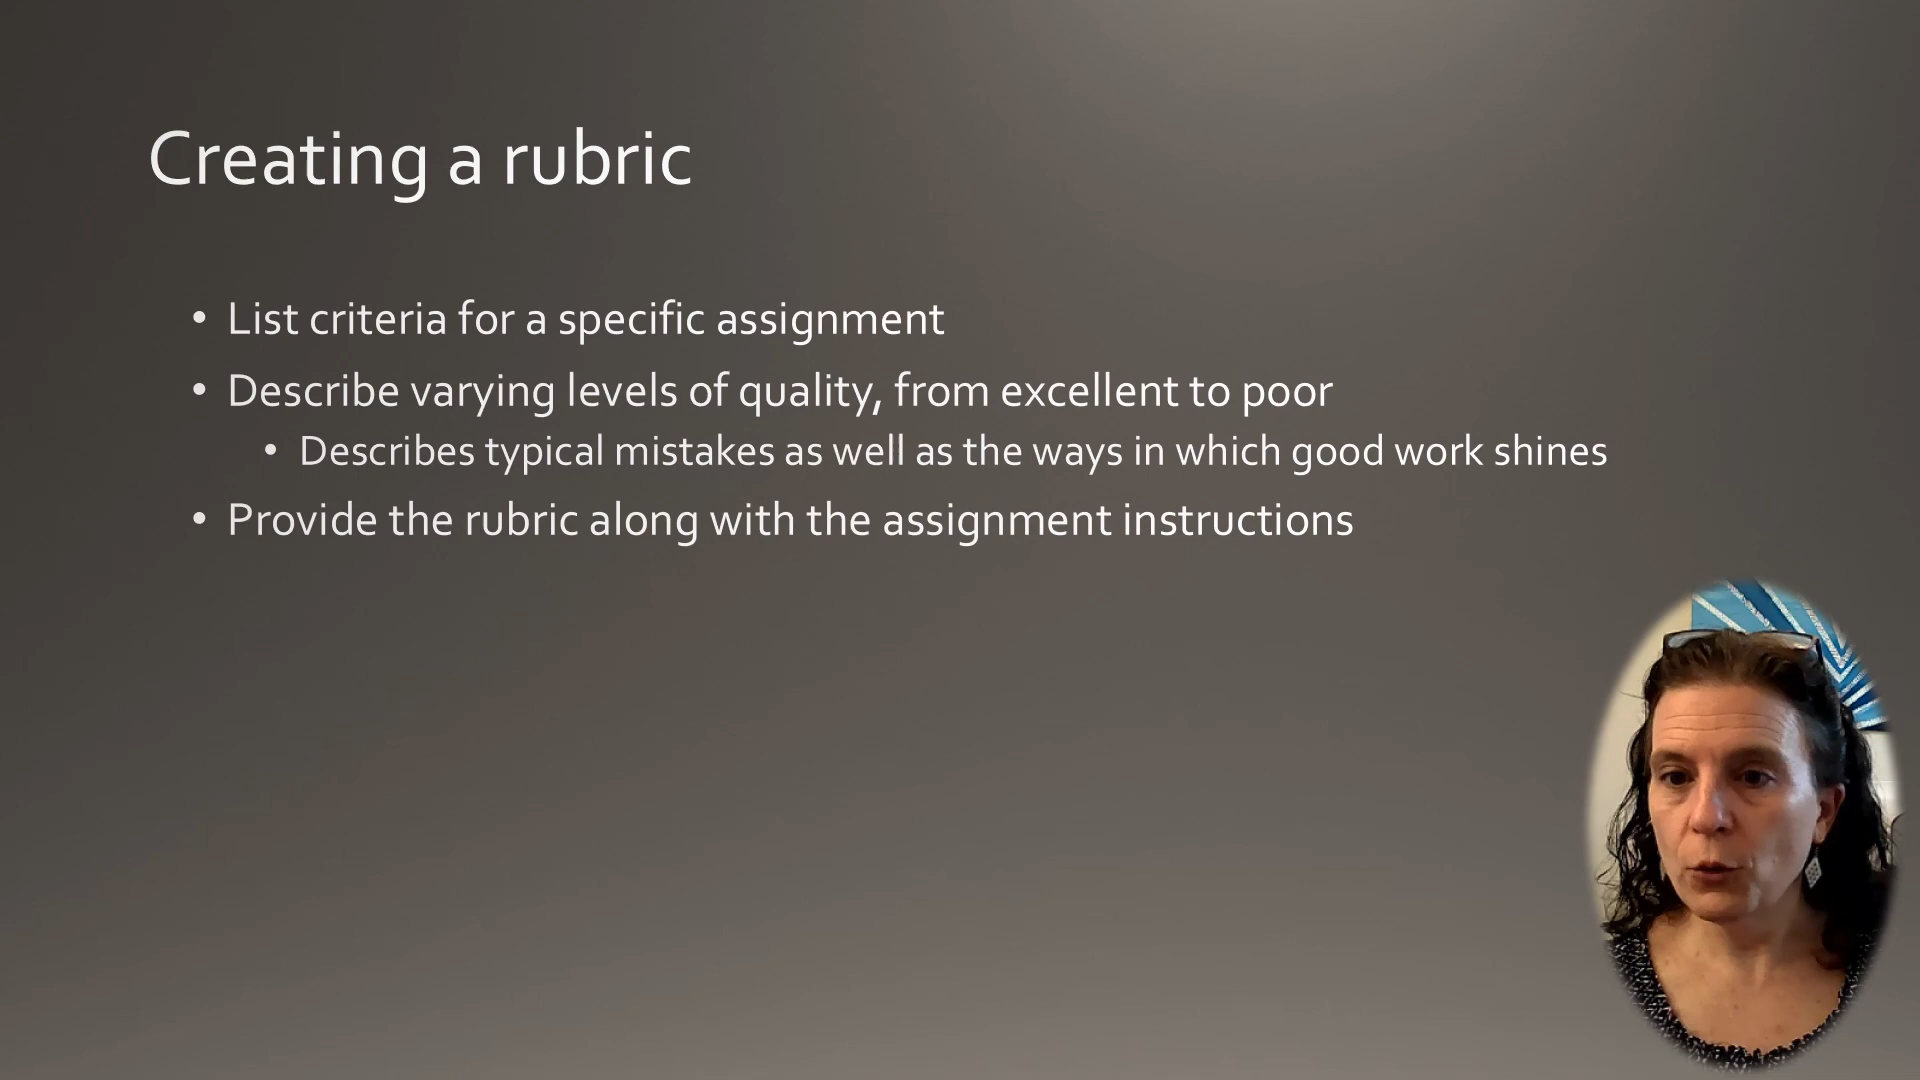 Creating a rubric
• List criteria for a specific assignment
• Describe varying levels of quality, from excellent to poor
• Describes typical mistakes as well as the ways in which good work shines
• Provide the rubric along with the assignment instructions